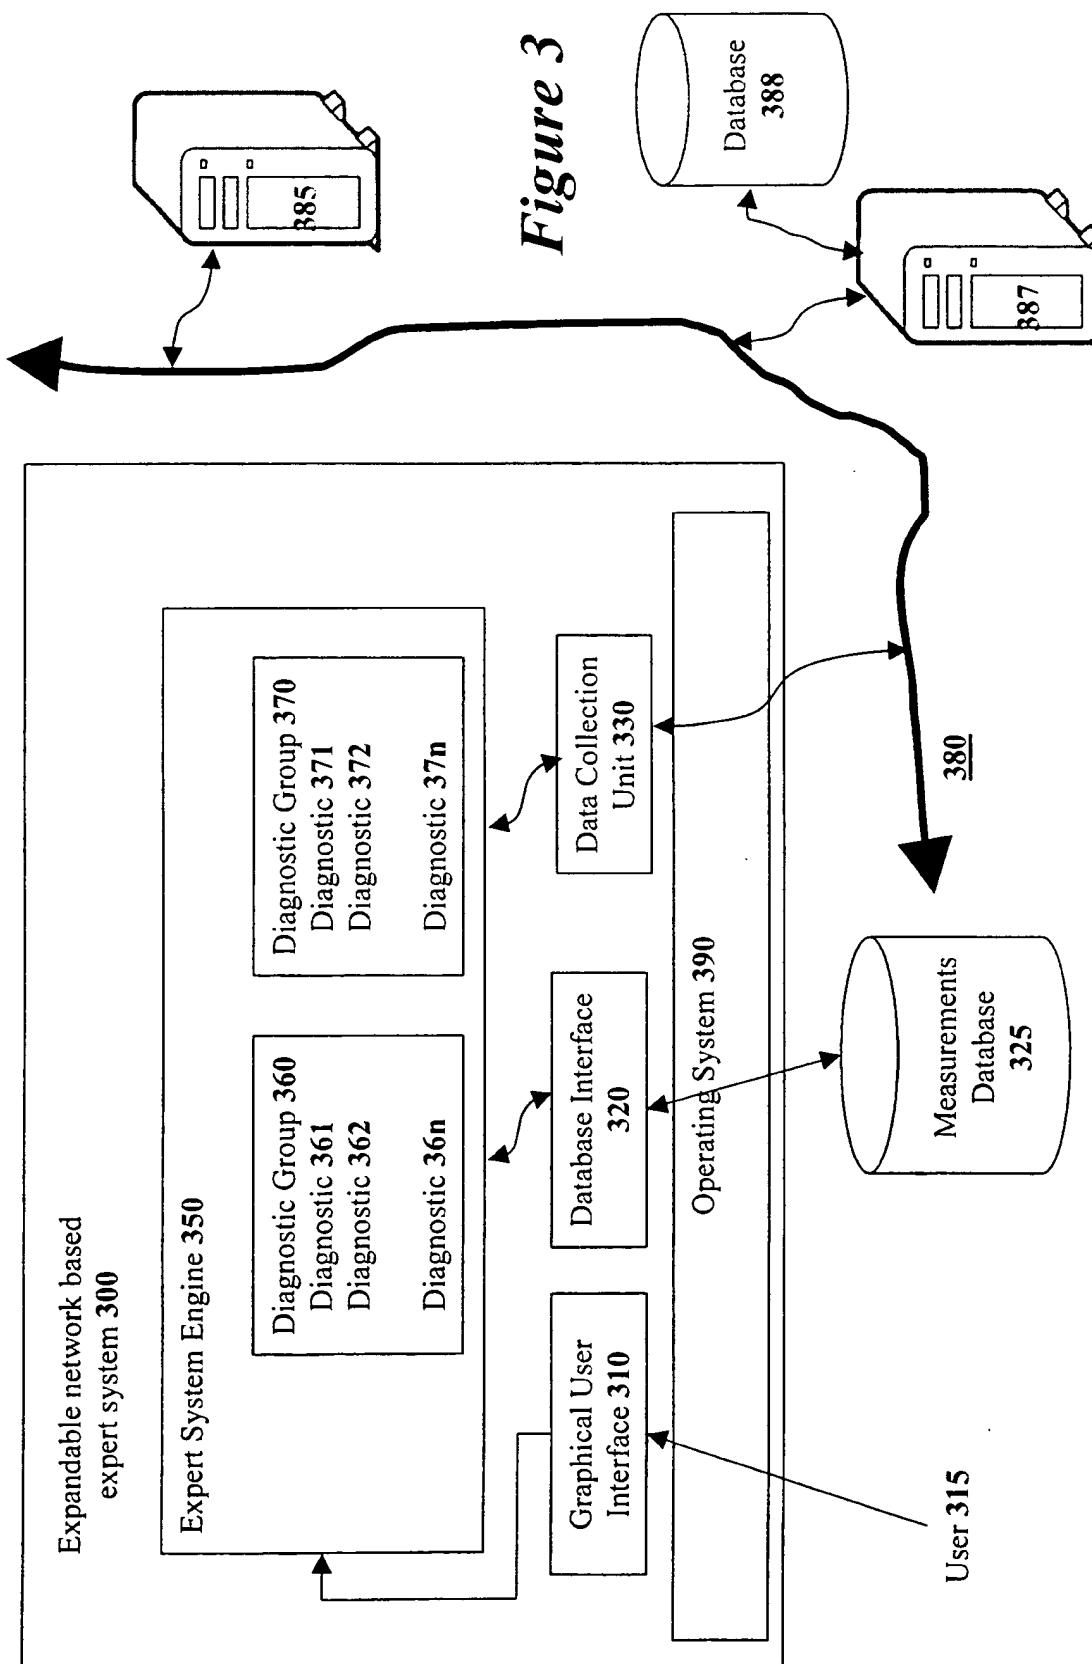 Expandable network based
expert system 300
Expert System Engine 350
Diagnostic Group 360
Diagnostic 361
Diagnostic 362
Diagnostic 36n
Diagnostic Group 370
Diagnostic 371
Diagnostic 372
Diagnostic 37n
Graphical User
Interface 310
Database Interface
320
Data Collection
Unit 330
Operating System 390
User 315
Measurements
Database
325
380
385
387
Database
388
Figure 3